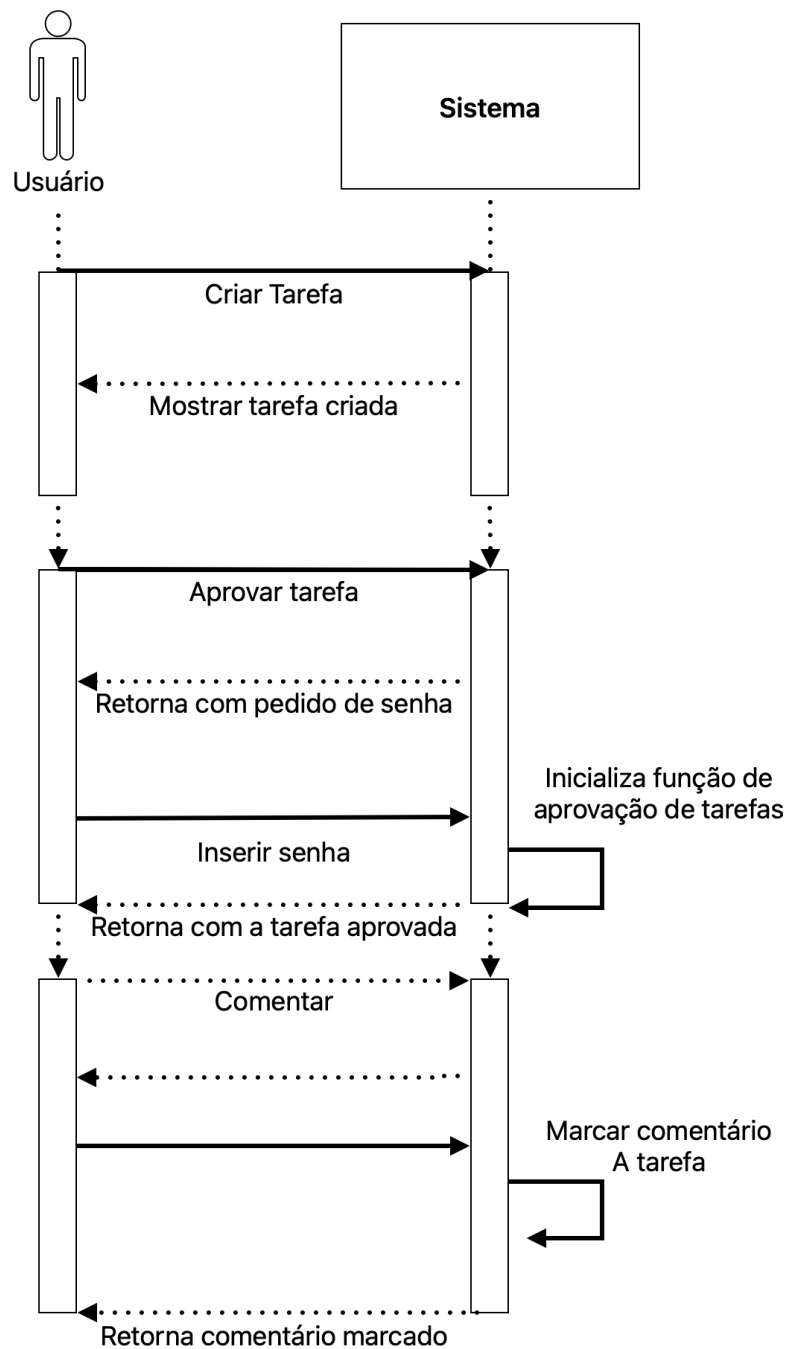 Sistema
Usuário
Criar Tarefa
Mostrar tarefa criada
Aprovar tarefa
Retorna com pedido de senha
Inicializa função de
aprovação de tarefas
Inserir senha
Retorna com a tarefa aprovada
Comentar
Marcar comentário
A tarefa
Retorna comentário marcado